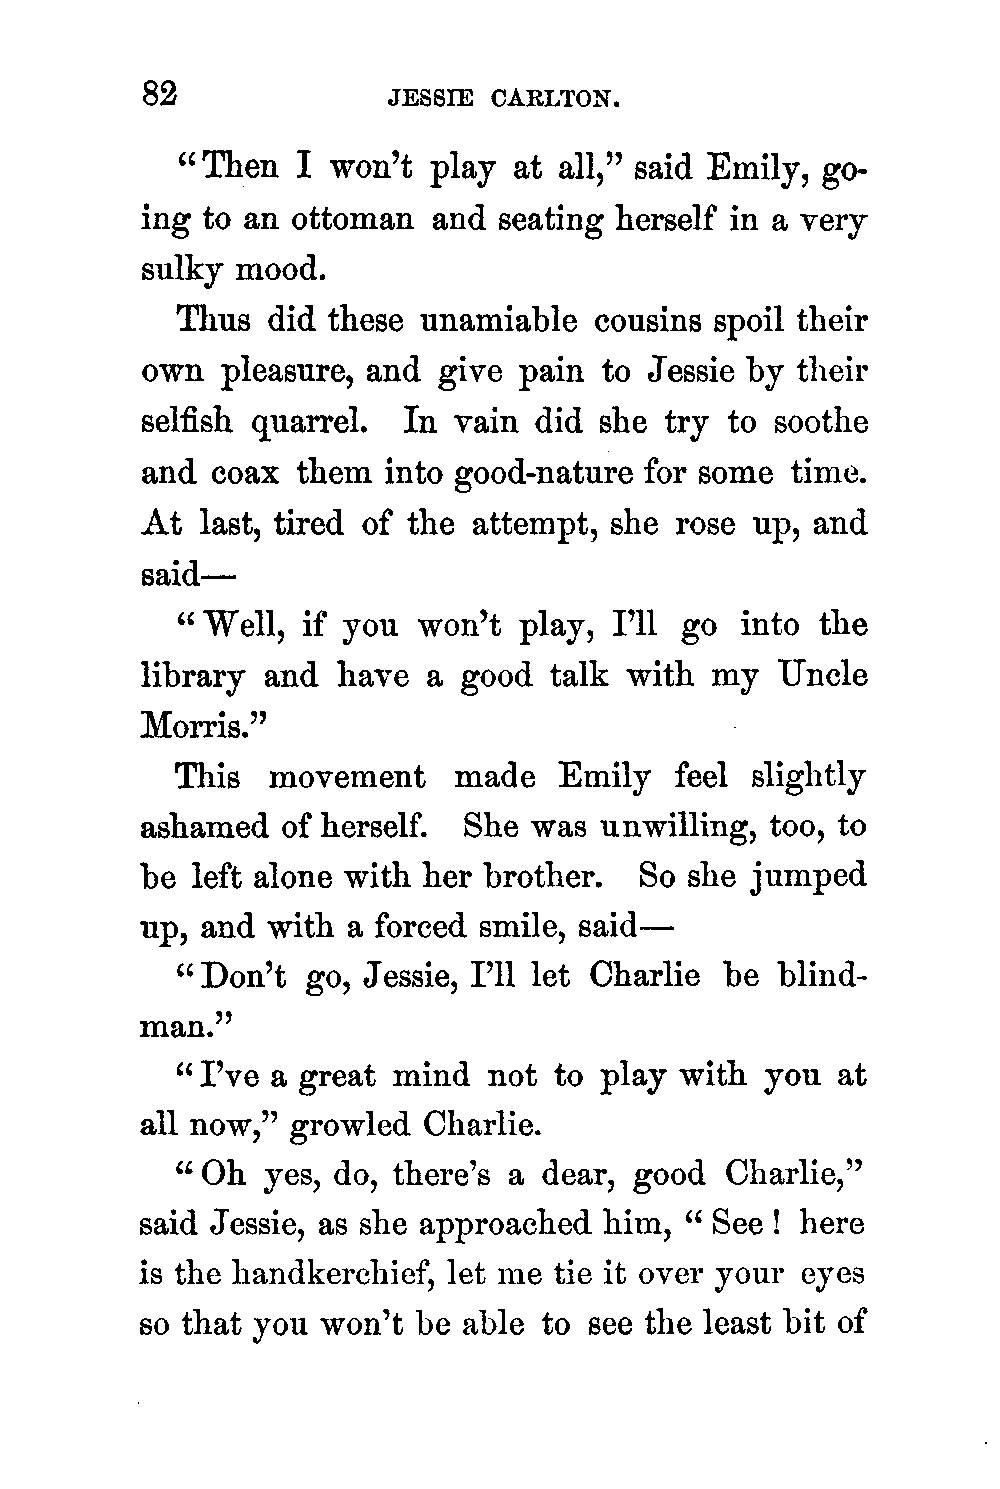 82 JESSIE CARLTON.
“Then I won’t play at all,” said Emily, go-
ing to an ottoman and seating herself in a very
sulky mood.
Thus did these unamiable cousins spoil their
own pleasure, and give pain to Jessie by their
selfish quarrel. In vain did she try to soothe
and coax them into good-nature for some time.
At last, tired of the attempt, she rose up, and
said—
“Well, if you won’t play, I’ll go into the
library and have a good talk with my Uncle
Morris.”
This movement made Emily feel slightly
ashamed of herself. She was unwilling, too, to
be left alone with her brother. So she jumped
up, and with a forced smile, said—
“Don’t go, Jessie, I’ll let Charlie be blind-
man.”
“I’ve a great mind not to play with you at
all now,” growled Charlie.
“Oh yes, do, there’s a dear, good Charlie,”
said Jessie, as she approached him, “See! here
is the handkerchief, let me tie it over your eyes
so that you won’t be able to see the least bit of